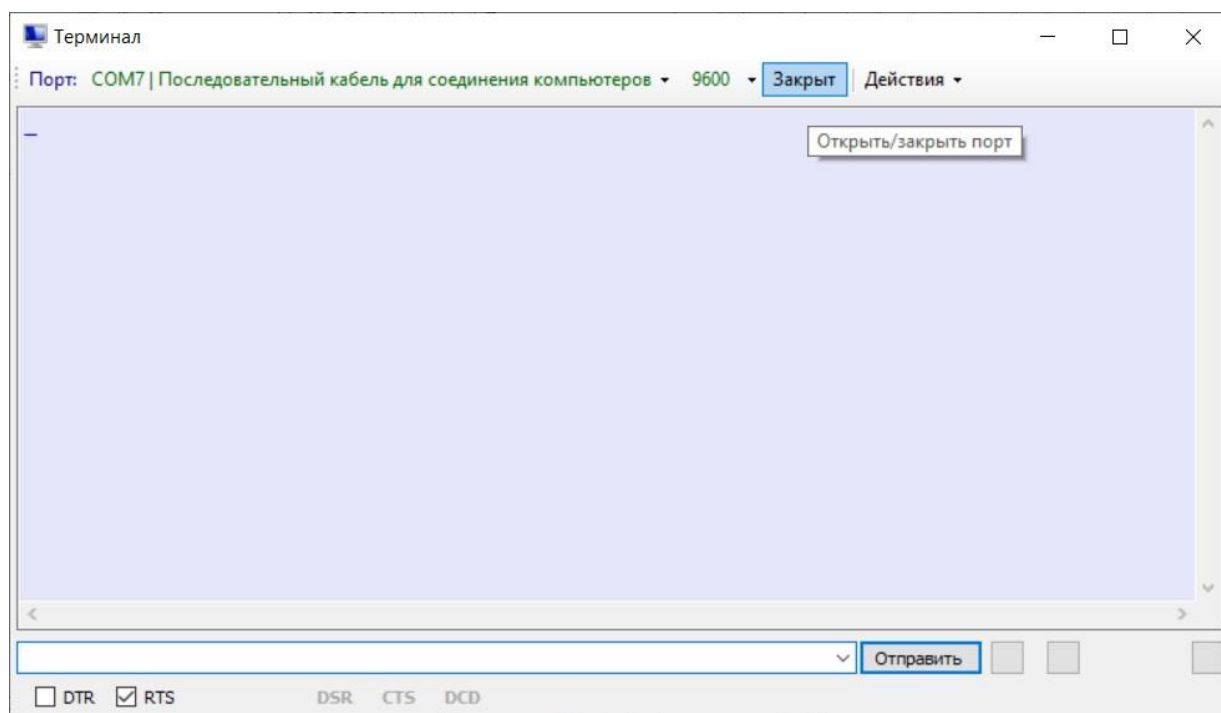 Терминал
Порт: COM7 | Последовательный кабель для соединения компьютеров 9600 Закрыт Действия
Открыть/закрыть порт
Отправить
DTR RTS DSR CTS DCD